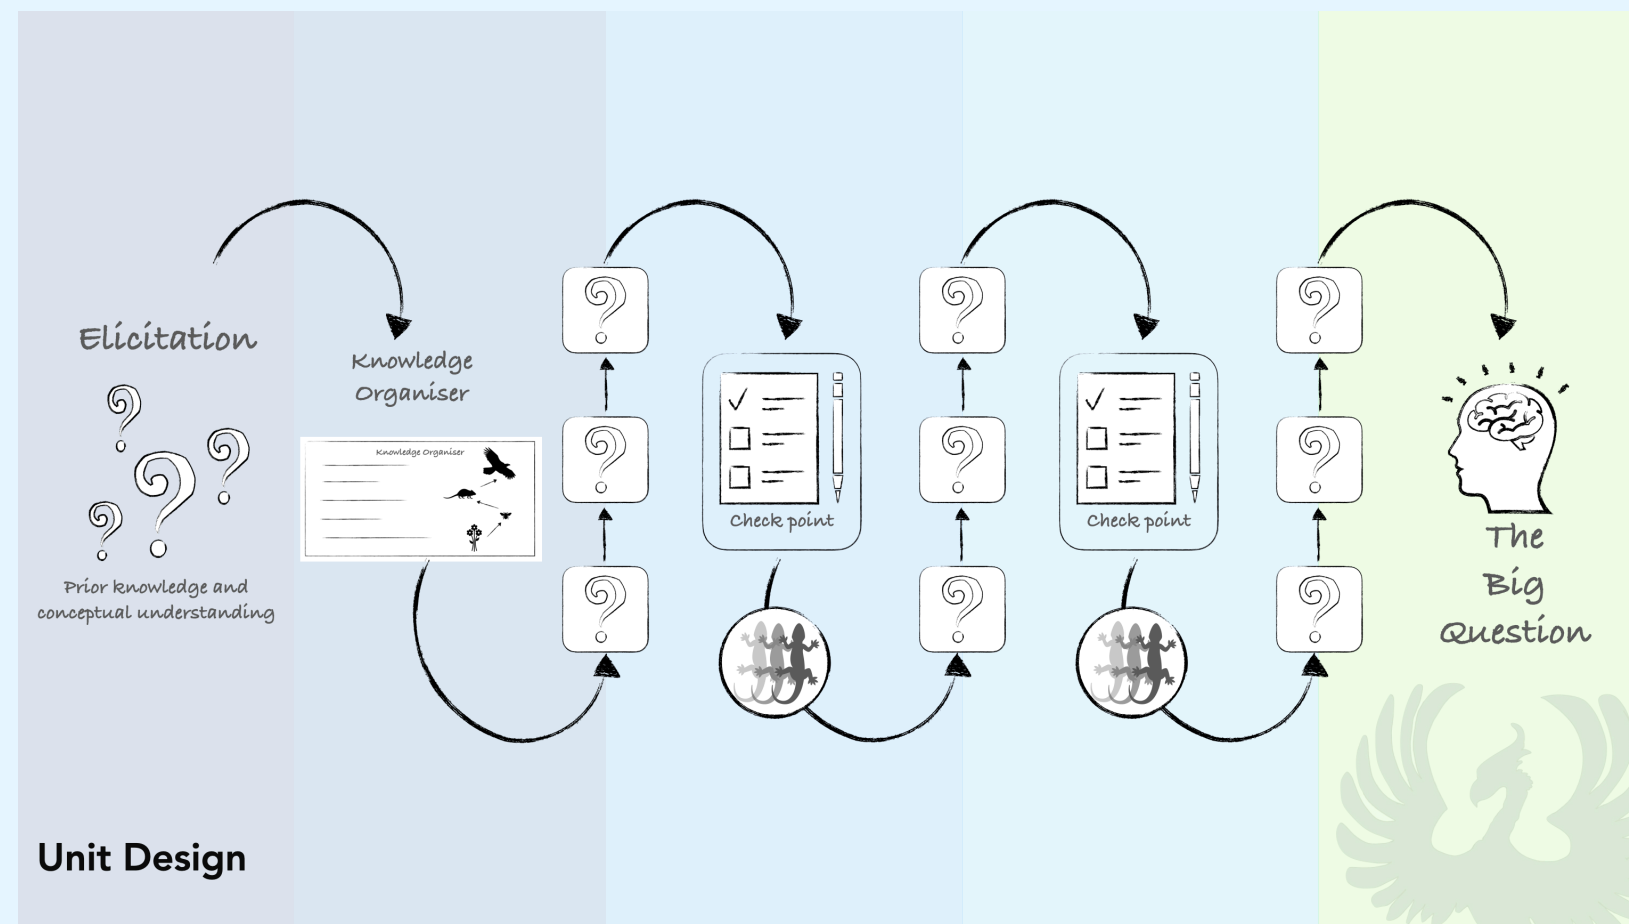 Elicitation
Prior knowledge and
conceptual understanding
Knowledge
Organiser
Knowledge Organiser
?
?
?
?
?
?
?
Check point
?
?
?
Check point
?
?
?
The
Big
Question
Unit Design